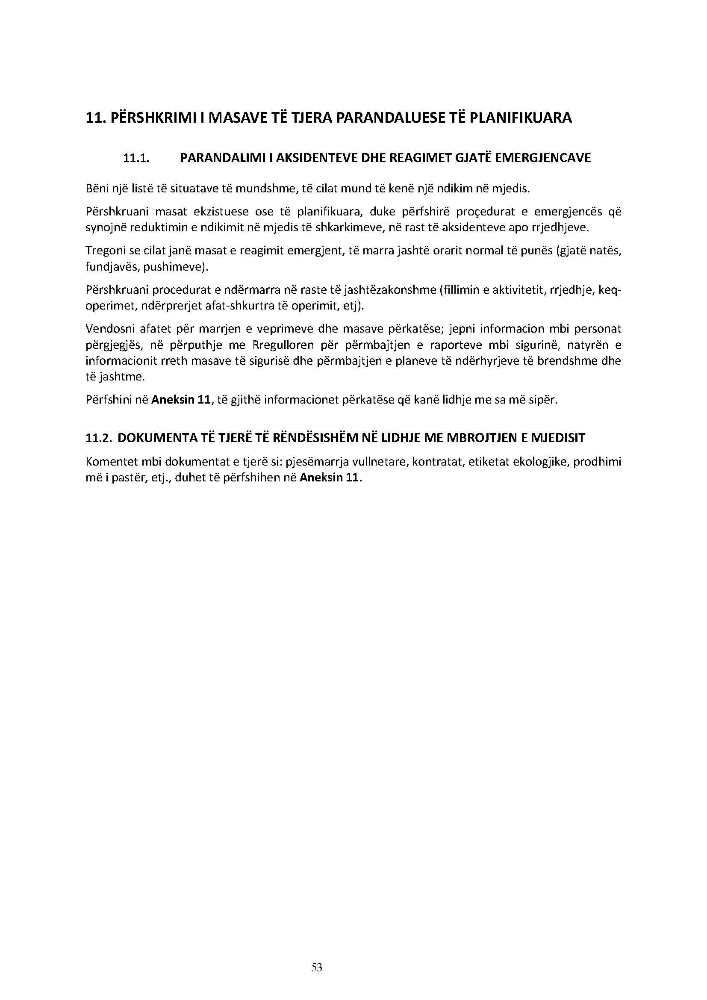 11. PËRSHKRIMI I MASAVE TË TJERA PARANDALUESE TË PLANIFIKUARA
11.1. PARANDALIMI I AKSIDENTEVE DHE REAGIMET GJATË EMERGJENCAVE
Bëni një listë të situatave të mundshme, të cilat mund të kenë një ndikim në mjedis.
Përshkruani masat ekzistuese ose të planifikuara, duke përfshirë proçedurat e emergjencës që
synojnë reduktimin e ndikimit në mjedis të shkarkimeve, në rast të aksidenteve apo rrjedhjeve.
Tregoni se cilat janë masat e reagimit emergjent, të marra jashtë orarit normal të punës (gjatë natës,
fundjavës, pushimeve).
Përshkruani procedurat e ndërmarra në raste të jashtëzakonshme (fillimin e aktivitetit, rrjedhje, keq-
operimet, ndërprerjet afat-shkurtra të operimit, etj).
Vendosni afatet për marrjen e veprimeve dhe masave përkatëse; jepni informacion mbi personat
përgjegjës, në përputhje me Rregulloren për përmbajtjen e raporteve mbi sigurinë, natyrën e
informacionit rreth masave të sigurisë dhe përmbajtjen e planeve të ndërhyrjeve të brendshme dhe
të jashtme.
Përfshini në Aneksin 11, të gjithë informacionet përkatëse që kanë lidhje me sa më sipër.
11.2. DOKUMENTA TË TJERË TË RËNDËSISHËM NË LIDHJE ME MBROJTJEN E MJEDISIT
Komentet mbi dokumentat e tjerë si: pjesëmarrja vullnetare, kontratat, etiketat ekologjike, prodhimi
më i pastër, etj., duhet të përfshihen në Aneksin 11.
53